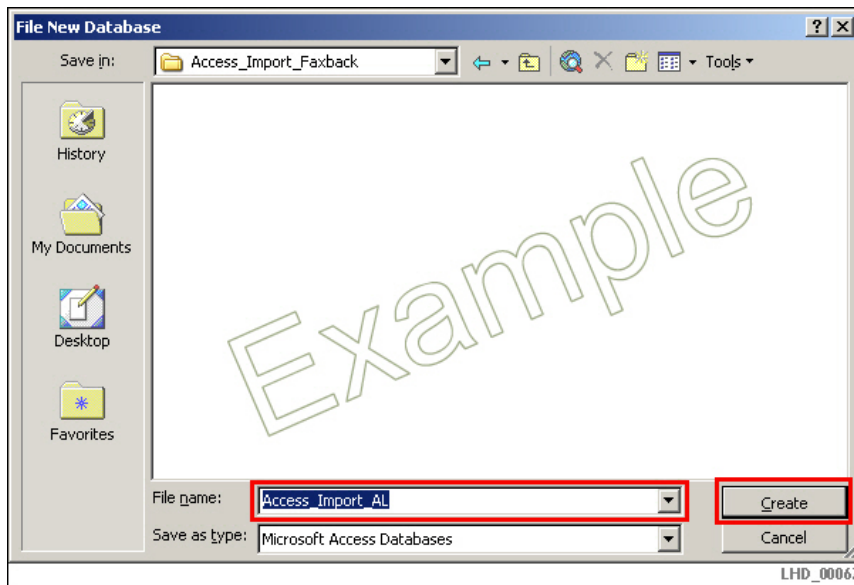 File New Database
Save in:
Access_Import_Faxback
Tools
History
My Documents
Desktop
Favorites
Example
File name:
Access_Import_AL
Create
Save as type:
Microsoft Access Databases
Cancel